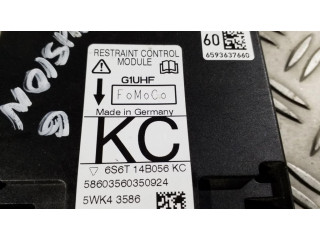 RESTRAINT CONTROL
MODULE
G1UHF
FoMoCo
Made in Germany
KC
6S6T 14B056 KC
58603560350924
5WK4 3586
60
6593637660